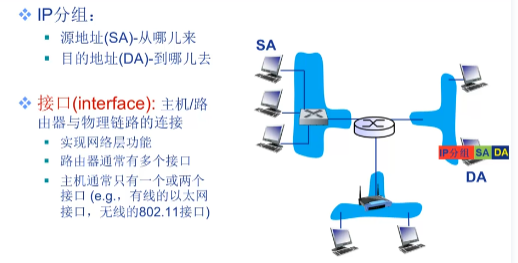 IP分组：
源地址(SA)-从哪儿来
目的地址(DA)-到哪儿去
接口(interface): 主机/路
由器与物理链路的连接
实现网络层功能
路由器通常有多个接口
主机通常只有一个或两个
接口 (e.g.，有线的以太网
接口，无线的802.11接口)
SA
IP分组 SA DA
DA